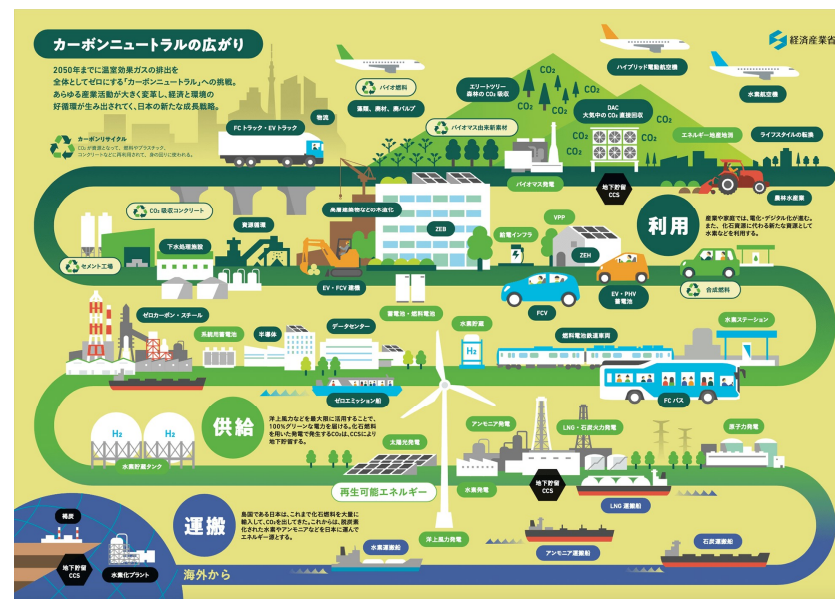 カーボンニュートラルの広がり
経済産業省
2050年までに温室効果ガスの排出を
全体としてゼロにする「カーボンニュートラル」への挑戦。
あらゆる産業活動が大きく変革し、経済と環境の
好循環が生み出されてく、日本の新たな成長戦略。
カーボンリサイクル
CO₂が資源となって、燃料やプラスチック、
コンクリートなどに再利用されて、身の回りに使われる。
物流
FCトラック・EVトラック
バイオ燃料
藻類、廃材、廃パルプ
エリートツリー
森林のCO₂吸収
CO₂
CO₂
CO₂
CO₂
CO₂
CO₂
ハイブリッド電動航空機
水素航空機
バイオマス由来新素材
DAC
大気中のCO₂直接回収
エネルギー地産地消
ライフスタイルの転換
バイオマス発電
地下貯留
CCS
農林水産業
CO₂吸収コンクリート
資源循環
高層建築物などの木造化
ZEB
給電インフラ
VPP
ZEH
利用
産業や家庭では、電化・デジタル化が進む。
また、化石資源に代わる新たな資源として
水素などを利用する。
セメント工場
下水処理施設
EV・FCV建機
蓄電池・燃料電池
FCV
EV・PHV
蓄電池
合成燃料
ゼロカーボン・スチール
系統用蓄電池
半導体
データセンター
水素貯蔵
H₂
燃料電池鉄道車両
水素ステーション
ゼロエミッション船
FCバス
H₂
H₂
水素貯蔵タンク
供給
洋上風力などを最大限に活用することで、
100%グリーンな電力を届ける。化石燃料
を用いた発電で発生するCO₂は、CCSにより
地下貯留する。
太陽光発電
再生可能エネルギー
アンモニア発電
LNG・石炭火力発電
原子力発電
水素発電
地下貯留
CCS
LNG運搬船
運搬
島国である日本は、これまで化石燃料を大量に
輸入して、CO₂を出してきた。これからは、脱炭素
化された水素やアンモニアなどを日本に運んで
エネルギー源とする。
洋上風力発電
水素運搬船
アンモニア運搬船
石炭運搬船
褐炭
地下貯留
CCS
水素化プラント
海外から